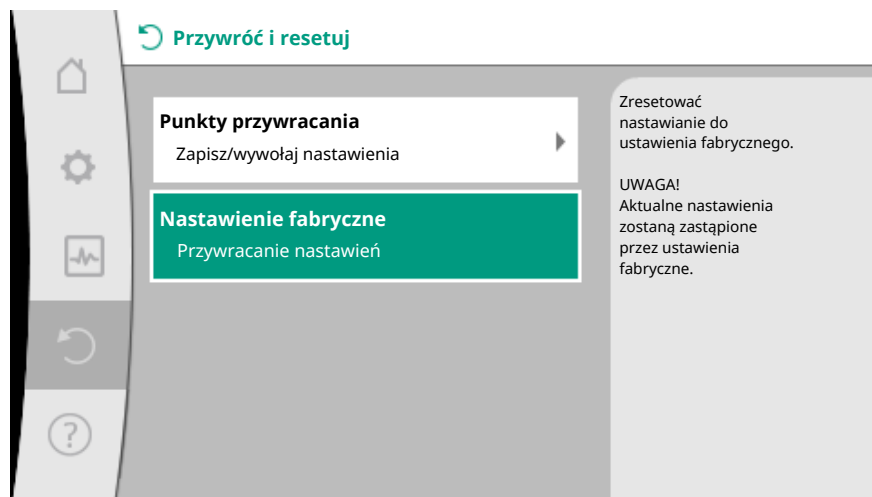 Przywróć i resetuj
Punkty przywracania
Zapisz/wywołaj nastawienia
Nastawienie fabryczne
Przywracanie nastawień
Zresetować
nastawianie do
ustawienia fabrycznego.
UWAGA!
Aktualne nastawienia
zostaną zastąpione
przez ustawienia
fabryczne.
?